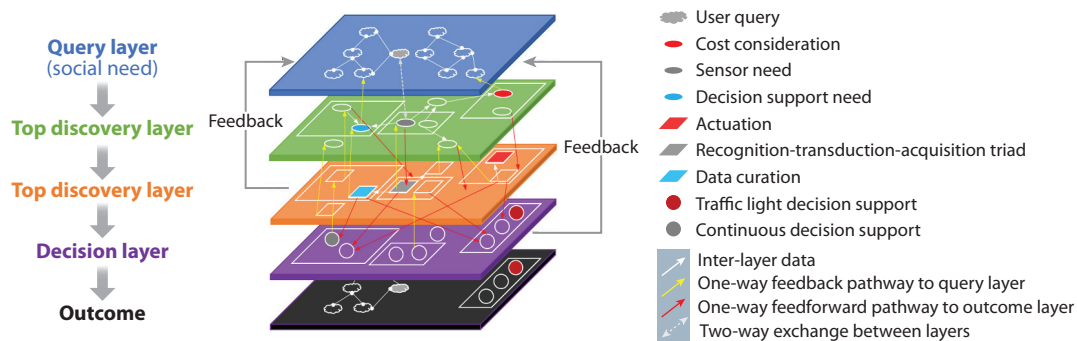 Query layer
(social need)
Top discovery layer
Top discovery layer
Decision layer
Outcome
Feedback
Feedback
User query
Cost consideration
Sensor need
Decision support need
Actuation
Recognition-transduction-acquisition triad
Data curation
Traffic light decision support
Continuous decision support
Inter-layer data
One-way feedback pathway to query layer
One-way feedforward pathway to outcome layer
Two-way exchange between layers